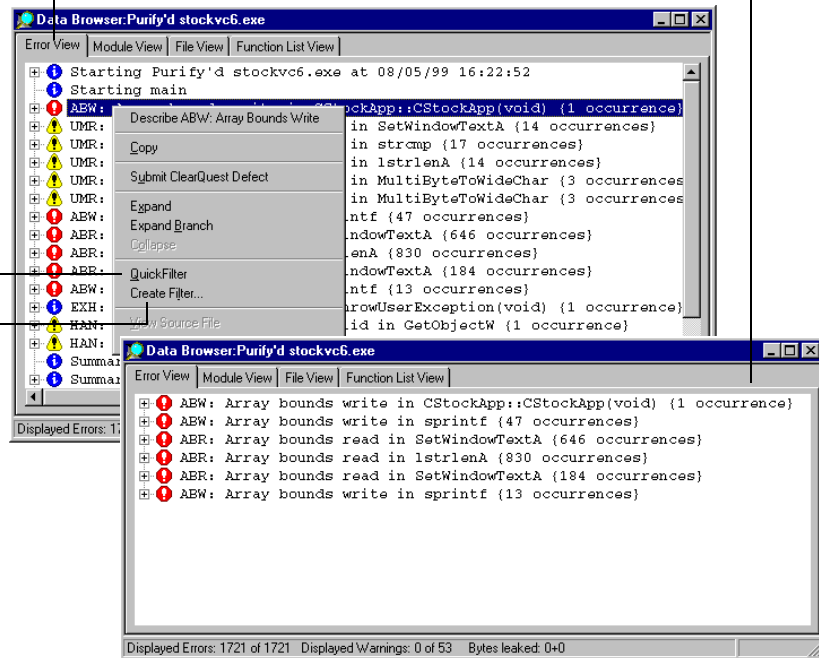 Data Browser:Purify'd stockvc6.exe
Error View Module View File View Function List View
Starting Purify'd stockvc6.exe at 08/05/99 16:22:52
Starting main
ABW: CStockApp::CStockApp(void) {1 occurrence}
UMR: in SetWindowTextA {14 occurrences}
UMR: in strcmp {17 occurrences}
UMR: in lstrlenA {14 occurrences}
UMR: in MultiByteToWideChar {3 occurrences
UMR: in MultiByteToWideChar {3 occurrences
ABW: intf {47 occurrences}
ABR: ndowTextA {646 occurrences}
ABR: enA {830 occurrences}
ABR: ndowTextA {184 occurrences}
ABW: intf {13 occurrences}
EXH: rowUserException(void) {1 occurrence}
HAN: id in GetObjectW {1 occurrence}
HAN:
Summar
Summar
Displayed Errors: 17
Describe ABW: Array Bounds Write
Copy
Submit ClearQuest Defect
Expand
Expand Branch
Collapse
QuickFilter
Create Filter...
View Source File
Data Browser:Purify'd stockvc6.exe
Error View Module View File View Function List View
ABW: Array bounds write in CStockApp::CStockApp(void) {1 occurrence}
ABW: Array bounds write in sprintf {47 occurrences}
ABR: Array bounds read in SetWindowTextA {646 occurrences}
ABR: Array bounds read in lstrlenA {830 occurrences}
ABR: Array bounds read in SetWindowTextA {184 occurrences}
ABW: Array bounds write in sprintf {13 occurrences}
Displayed Errors: 1721 of 1721 Displayed Warnings: 0 of 53 Bytes leaked: 0+0